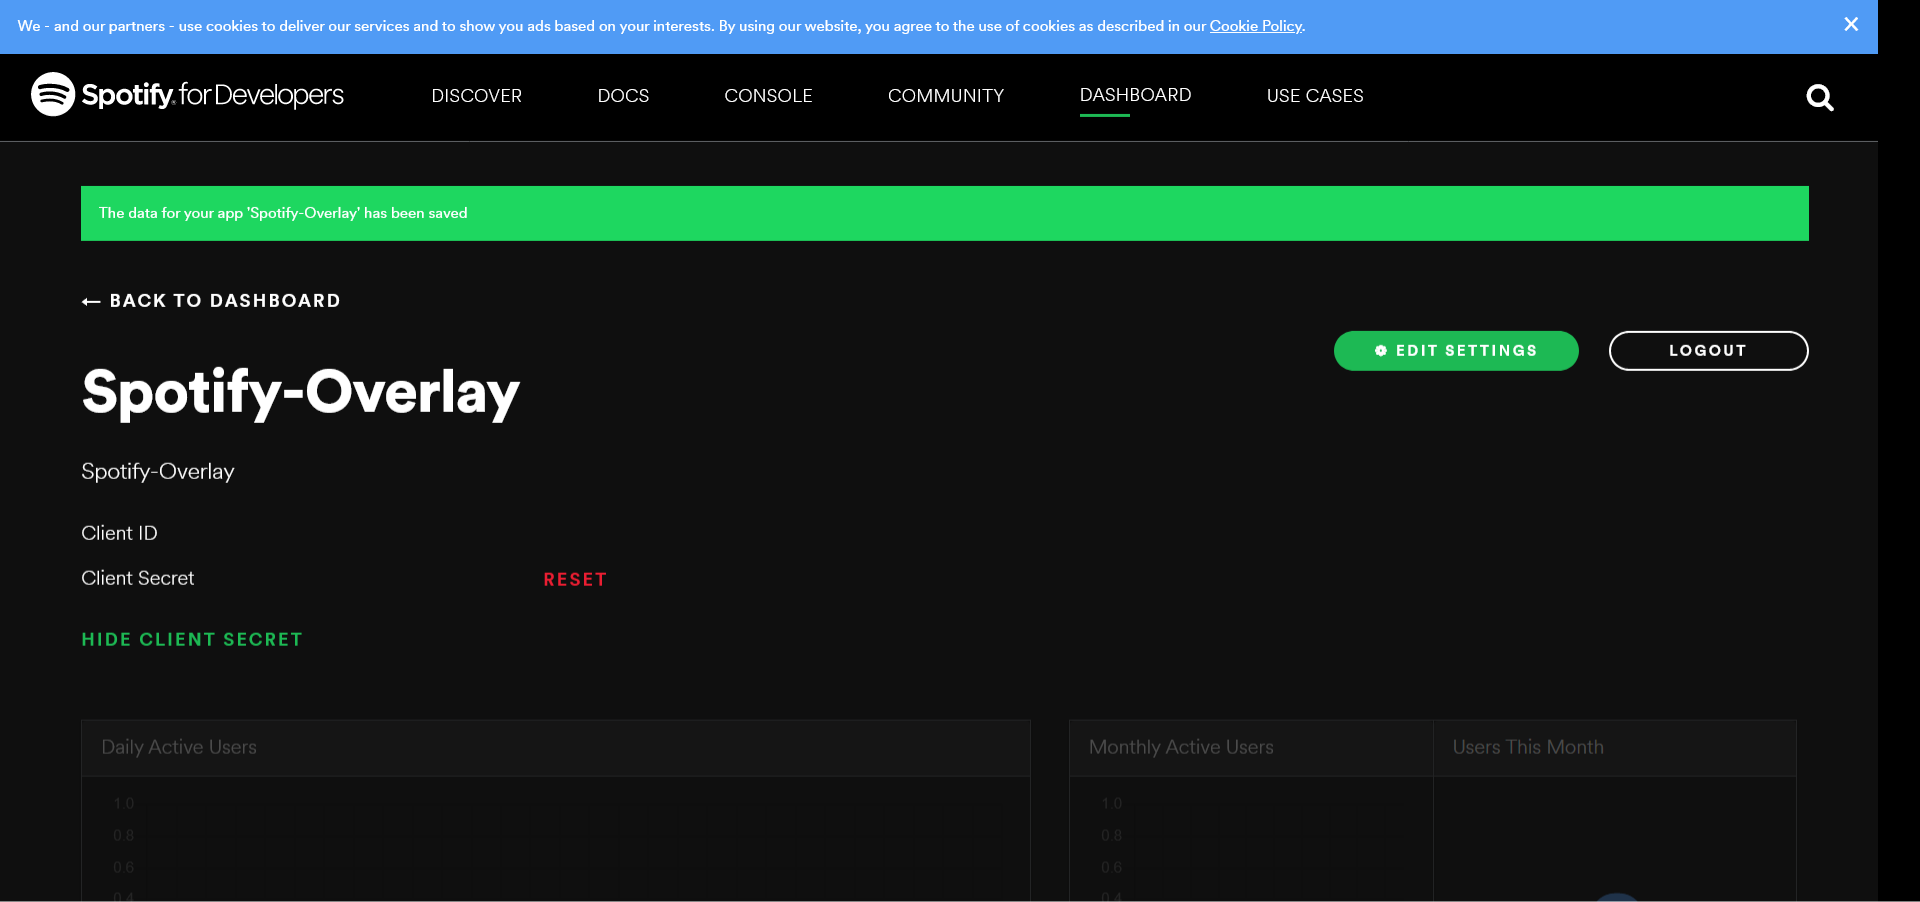 We - and our partners - use cookies to deliver our services and to show you ads based on your interests. By using our website, you agree to the use of cookies as described in our Cookie Policy.
Spotify® for Developers
DISCOVER
DOCS
CONSOLE
COMMUNITY
DASHBOARD
USE CASES
The data for your app 'Spotify-Overlay' has been saved
← BACK TO DASHBOARD
EDIT SETTINGS
LOGOUT
Spotify-Overlay
Spotify-Overlay
Client ID
Client Secret
RESET
HIDE CLIENT SECRET
Daily Active Users
Monthly Active Users
Users This Month
1.0
0.8
0.6
0.4
1.0
0.8
0.6
0.4